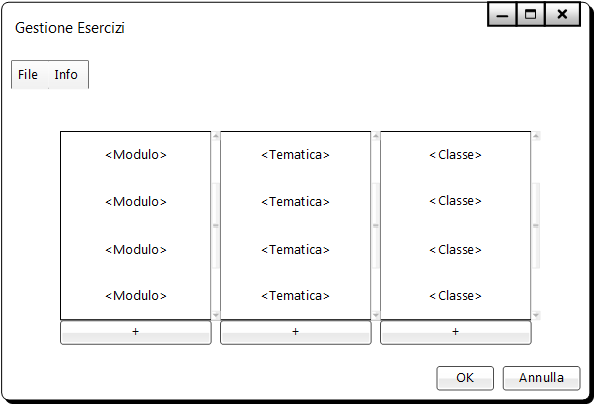 Gestione Esercizi
File Info
<Modulo> <Tematica> <Classe>
<Modulo> <Tematica> <Classe>
<Modulo> <Tematica> <Classe>
<Modulo> <Tematica> <Classe>
+ + +
OK Annulla